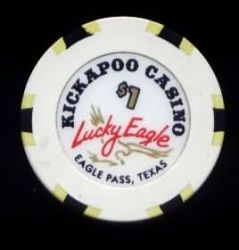 KICKAPOO CASINO
$1
Lucky Eagle
EAGLE PASS, TEXAS